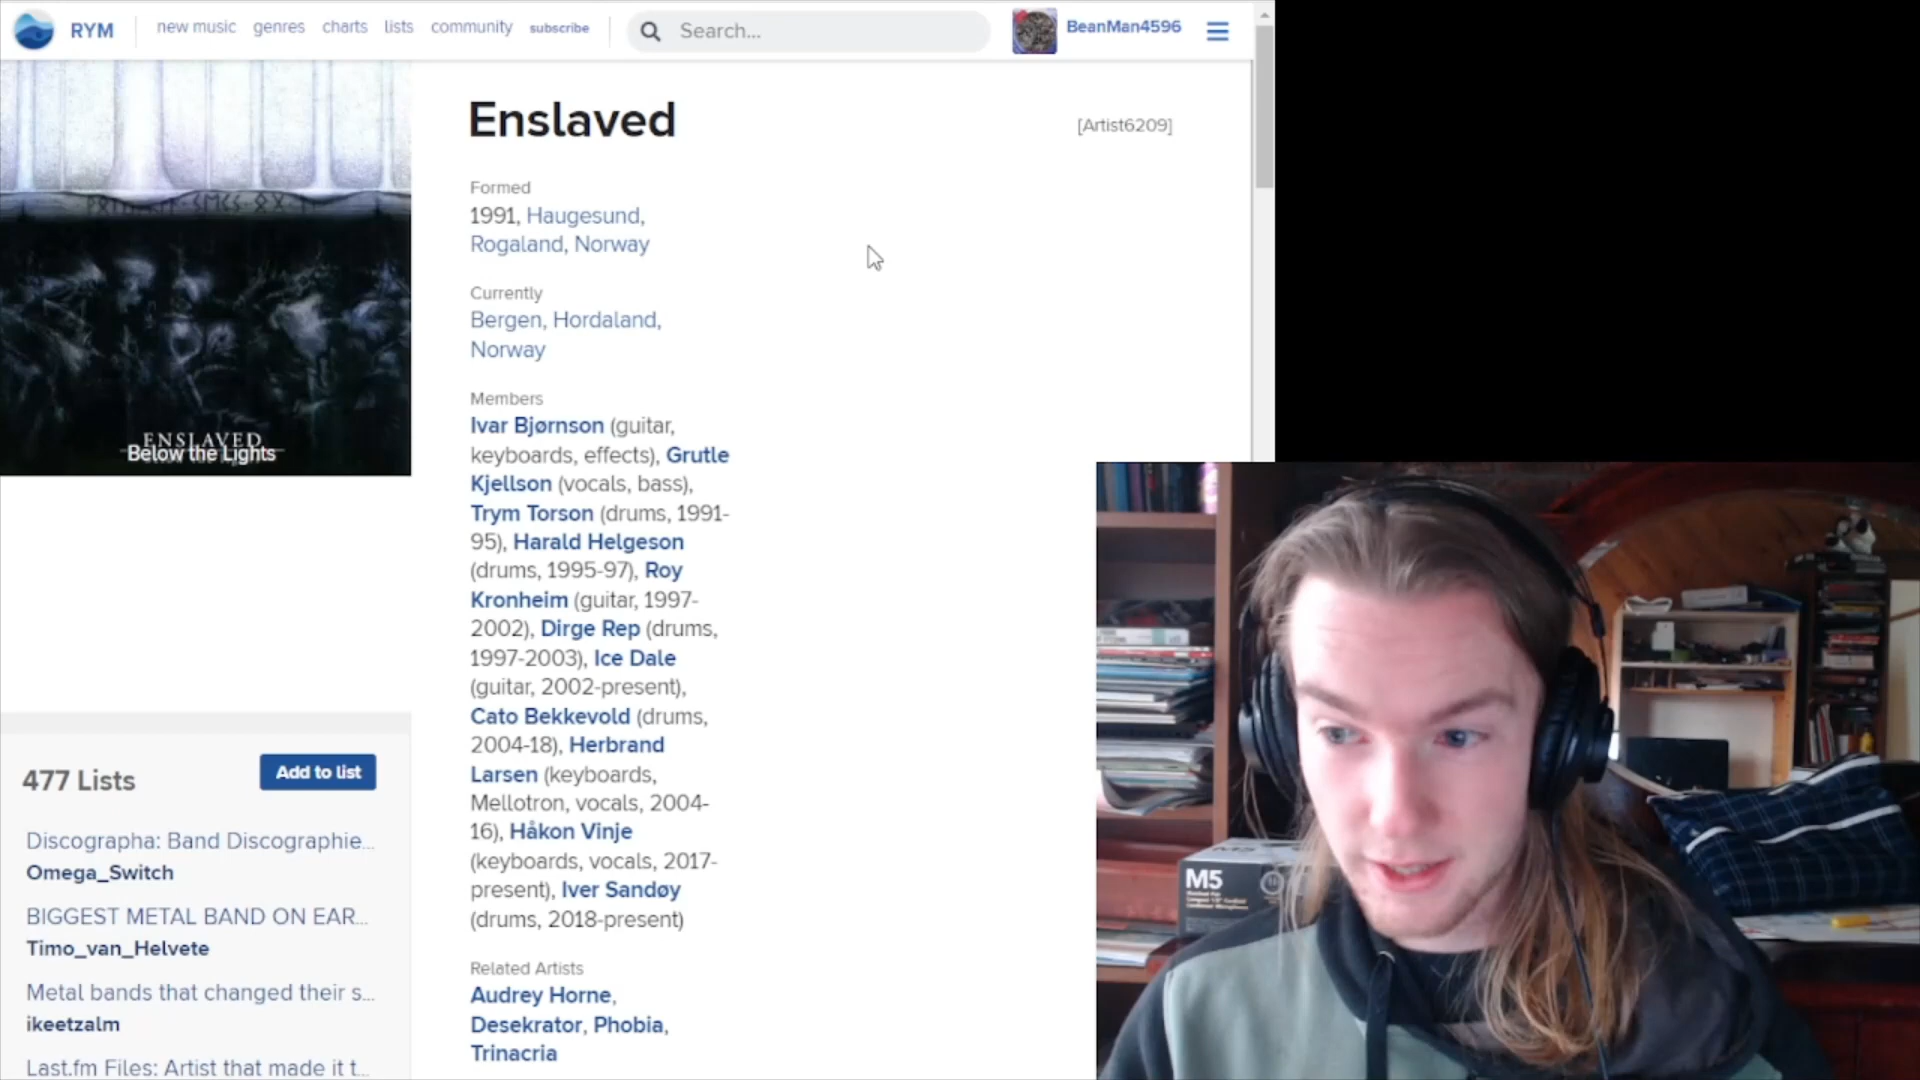 RYM
new music
genres
charts
lists
community
subscribe
Search...
BeanMan4596
ENSLAVED
Below the Lights
Enslaved
[Artist6209]
Formed
1991, Haugesund,
Rogaland, Norway
Currently
Bergen, Hordaland,
Norway
Members
Ivar Bjørnson (guitar,
keyboards, effects), Grutle
Kjellson (vocals, bass),
Trym Torson (drums, 1991-
95), Harald Helgeson
(drums, 1995-97), Roy
Kronheim (guitar, 1997-
2002), Dirge Rep (drums,
1997-2003), Ice Dale
(guitar, 2002-present),
Cato Bekkevold (drums,
2004-18), Herbrand
Larsen (keyboards,
Mellotron, vocals, 2004-
16), Håkon Vinje
(keyboards, vocals, 2017-
present), Iver Sandøy
(drums, 2018-present)
Related Artists
Audrey Horne,
Desekrator, Phobia,
Trinacria
477 Lists
Add to list
Discographa: Band Discographie...
Omega_Switch
BIGGEST METAL BAND ON EAR...
Timo_van_Helvete
Metal bands that changed their s...
ikeetzalm
Last.fm Files: Artist that made it t...
M5